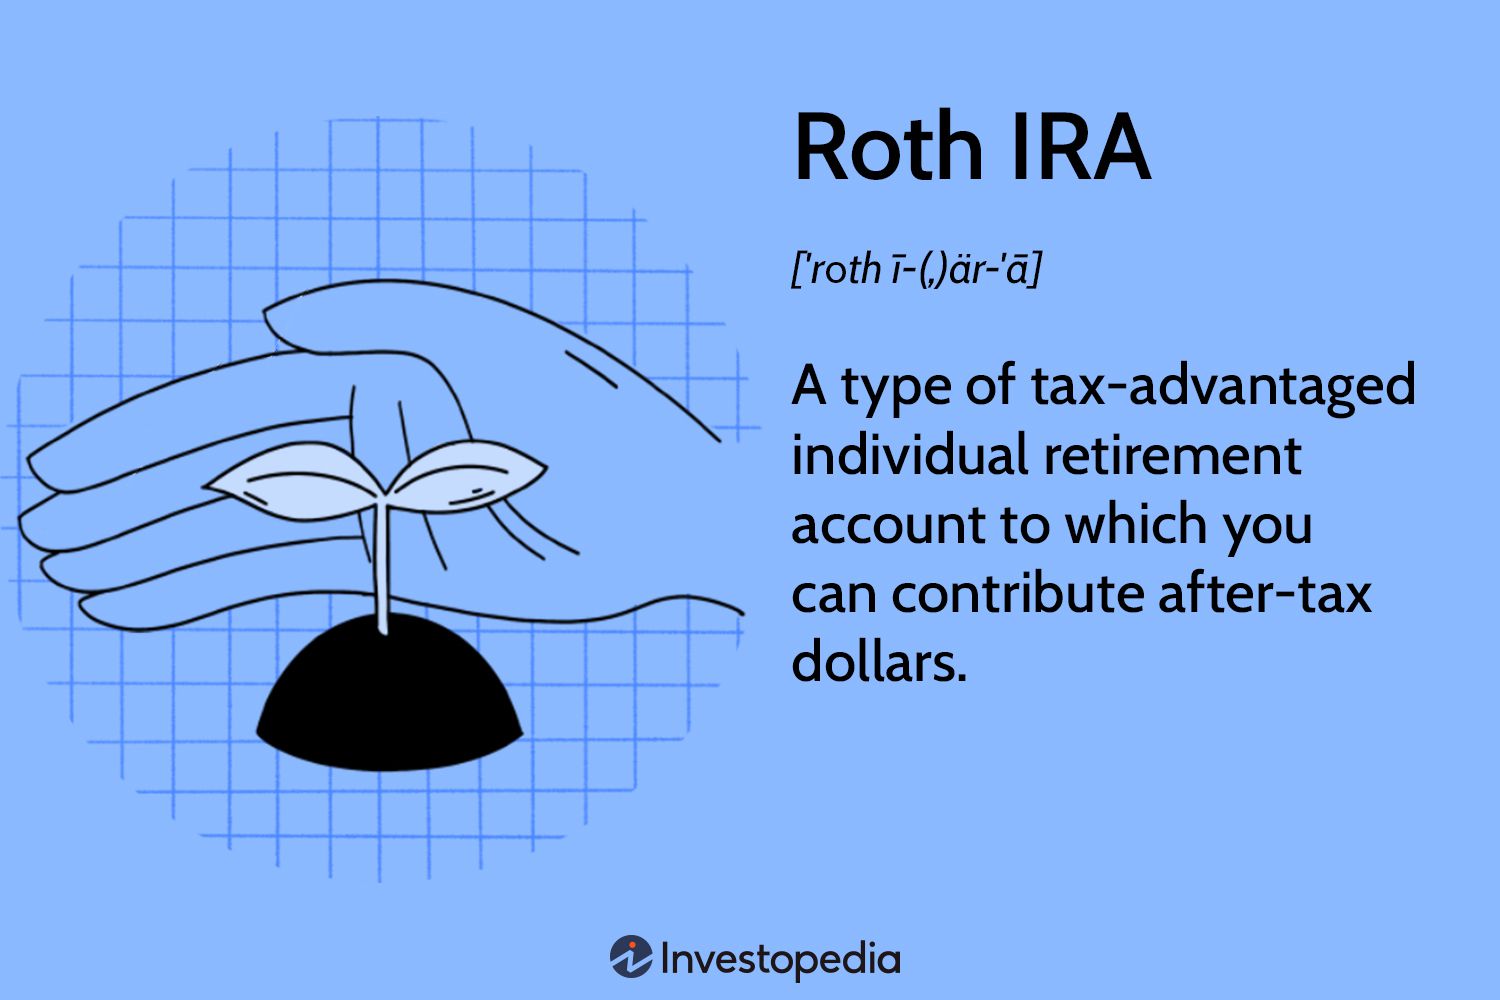 Roth IRA
['roth ī-(,)är-'ā]
A type of tax-advantaged
individual retirement
account to which you
can contribute after-tax
dollars.
Investopedia